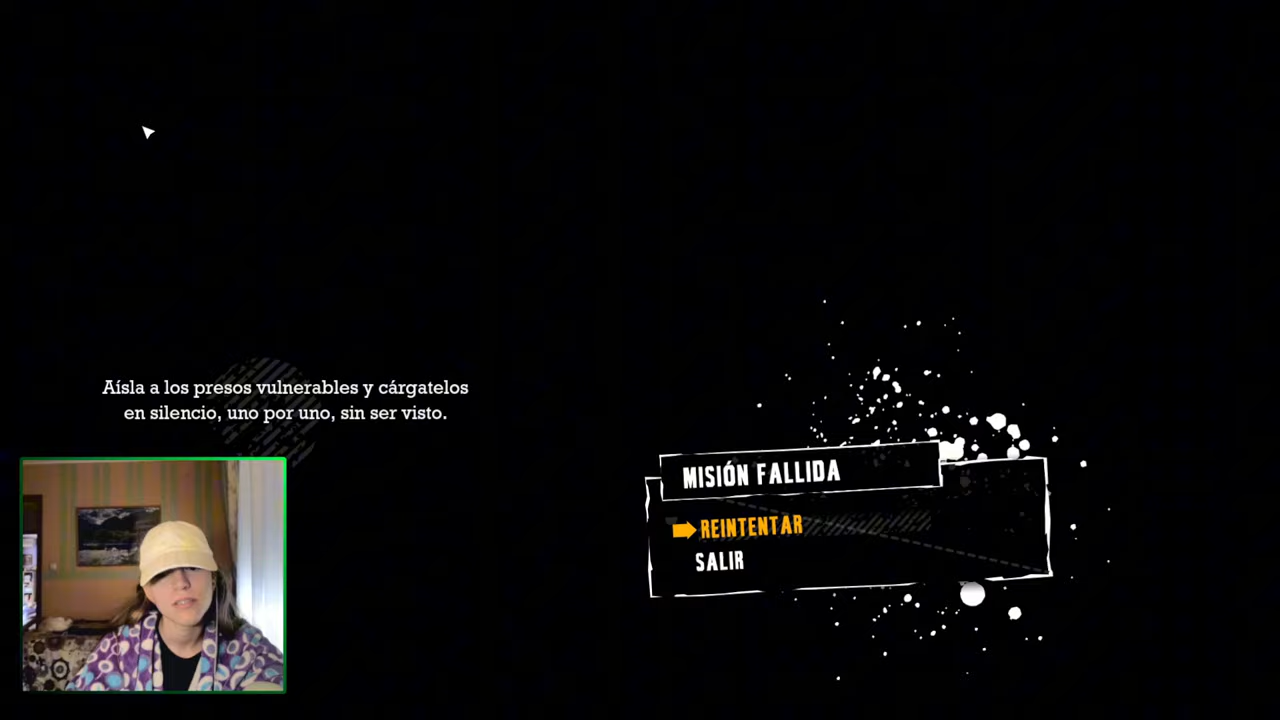 Aísla a los presos vulnerables y cárgatelos
en silencio, uno por uno, sin ser visto.
MISIÓN FALLIDA
REINTENTAR
SALIR